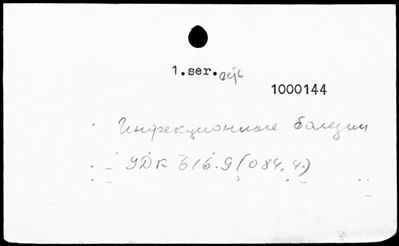 1.ser.
1000144
Инфекционные болезни
УДК 616.9(084.4)